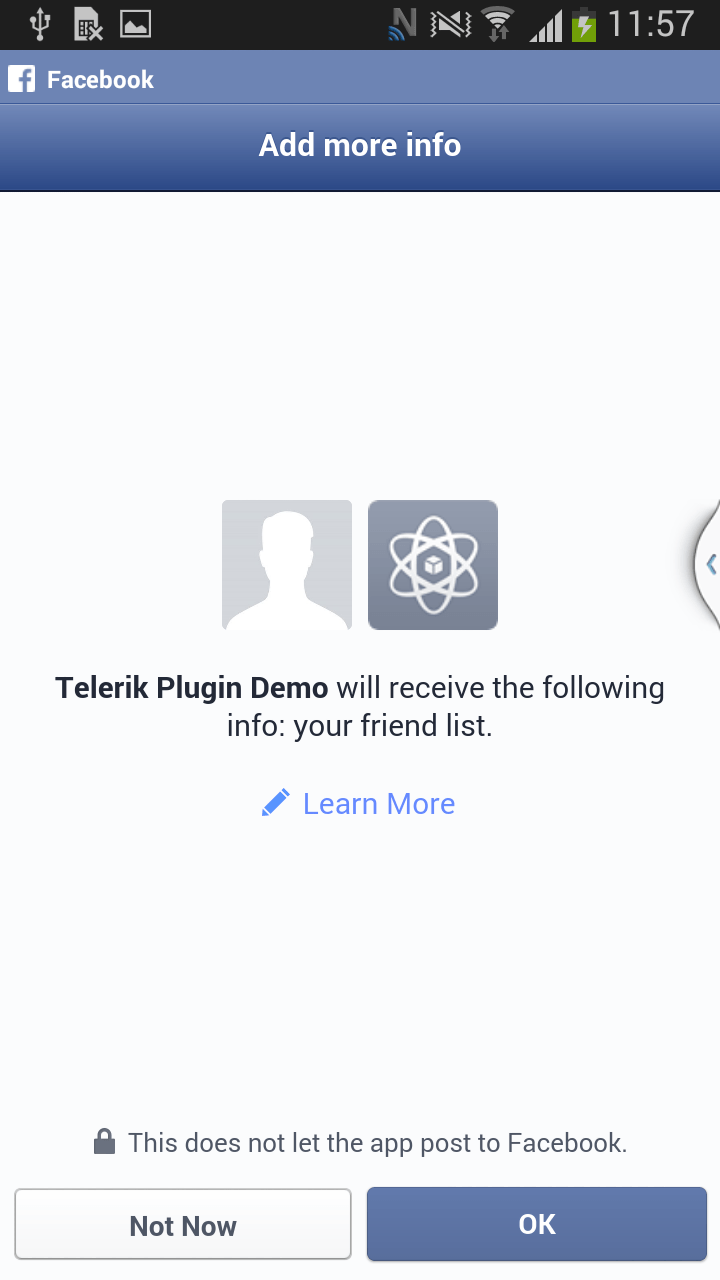 11:57
Facebook
Add more info
Telerik Plugin Demo will receive the following
info: your friend list.
Learn More
This does not let the app post to Facebook.
Not Now
OK